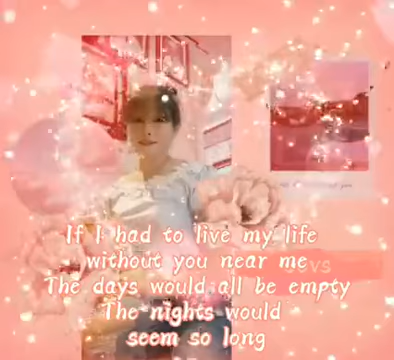 If I had to live my life
without you near me
The days would all be empty
The nights would
seem so long